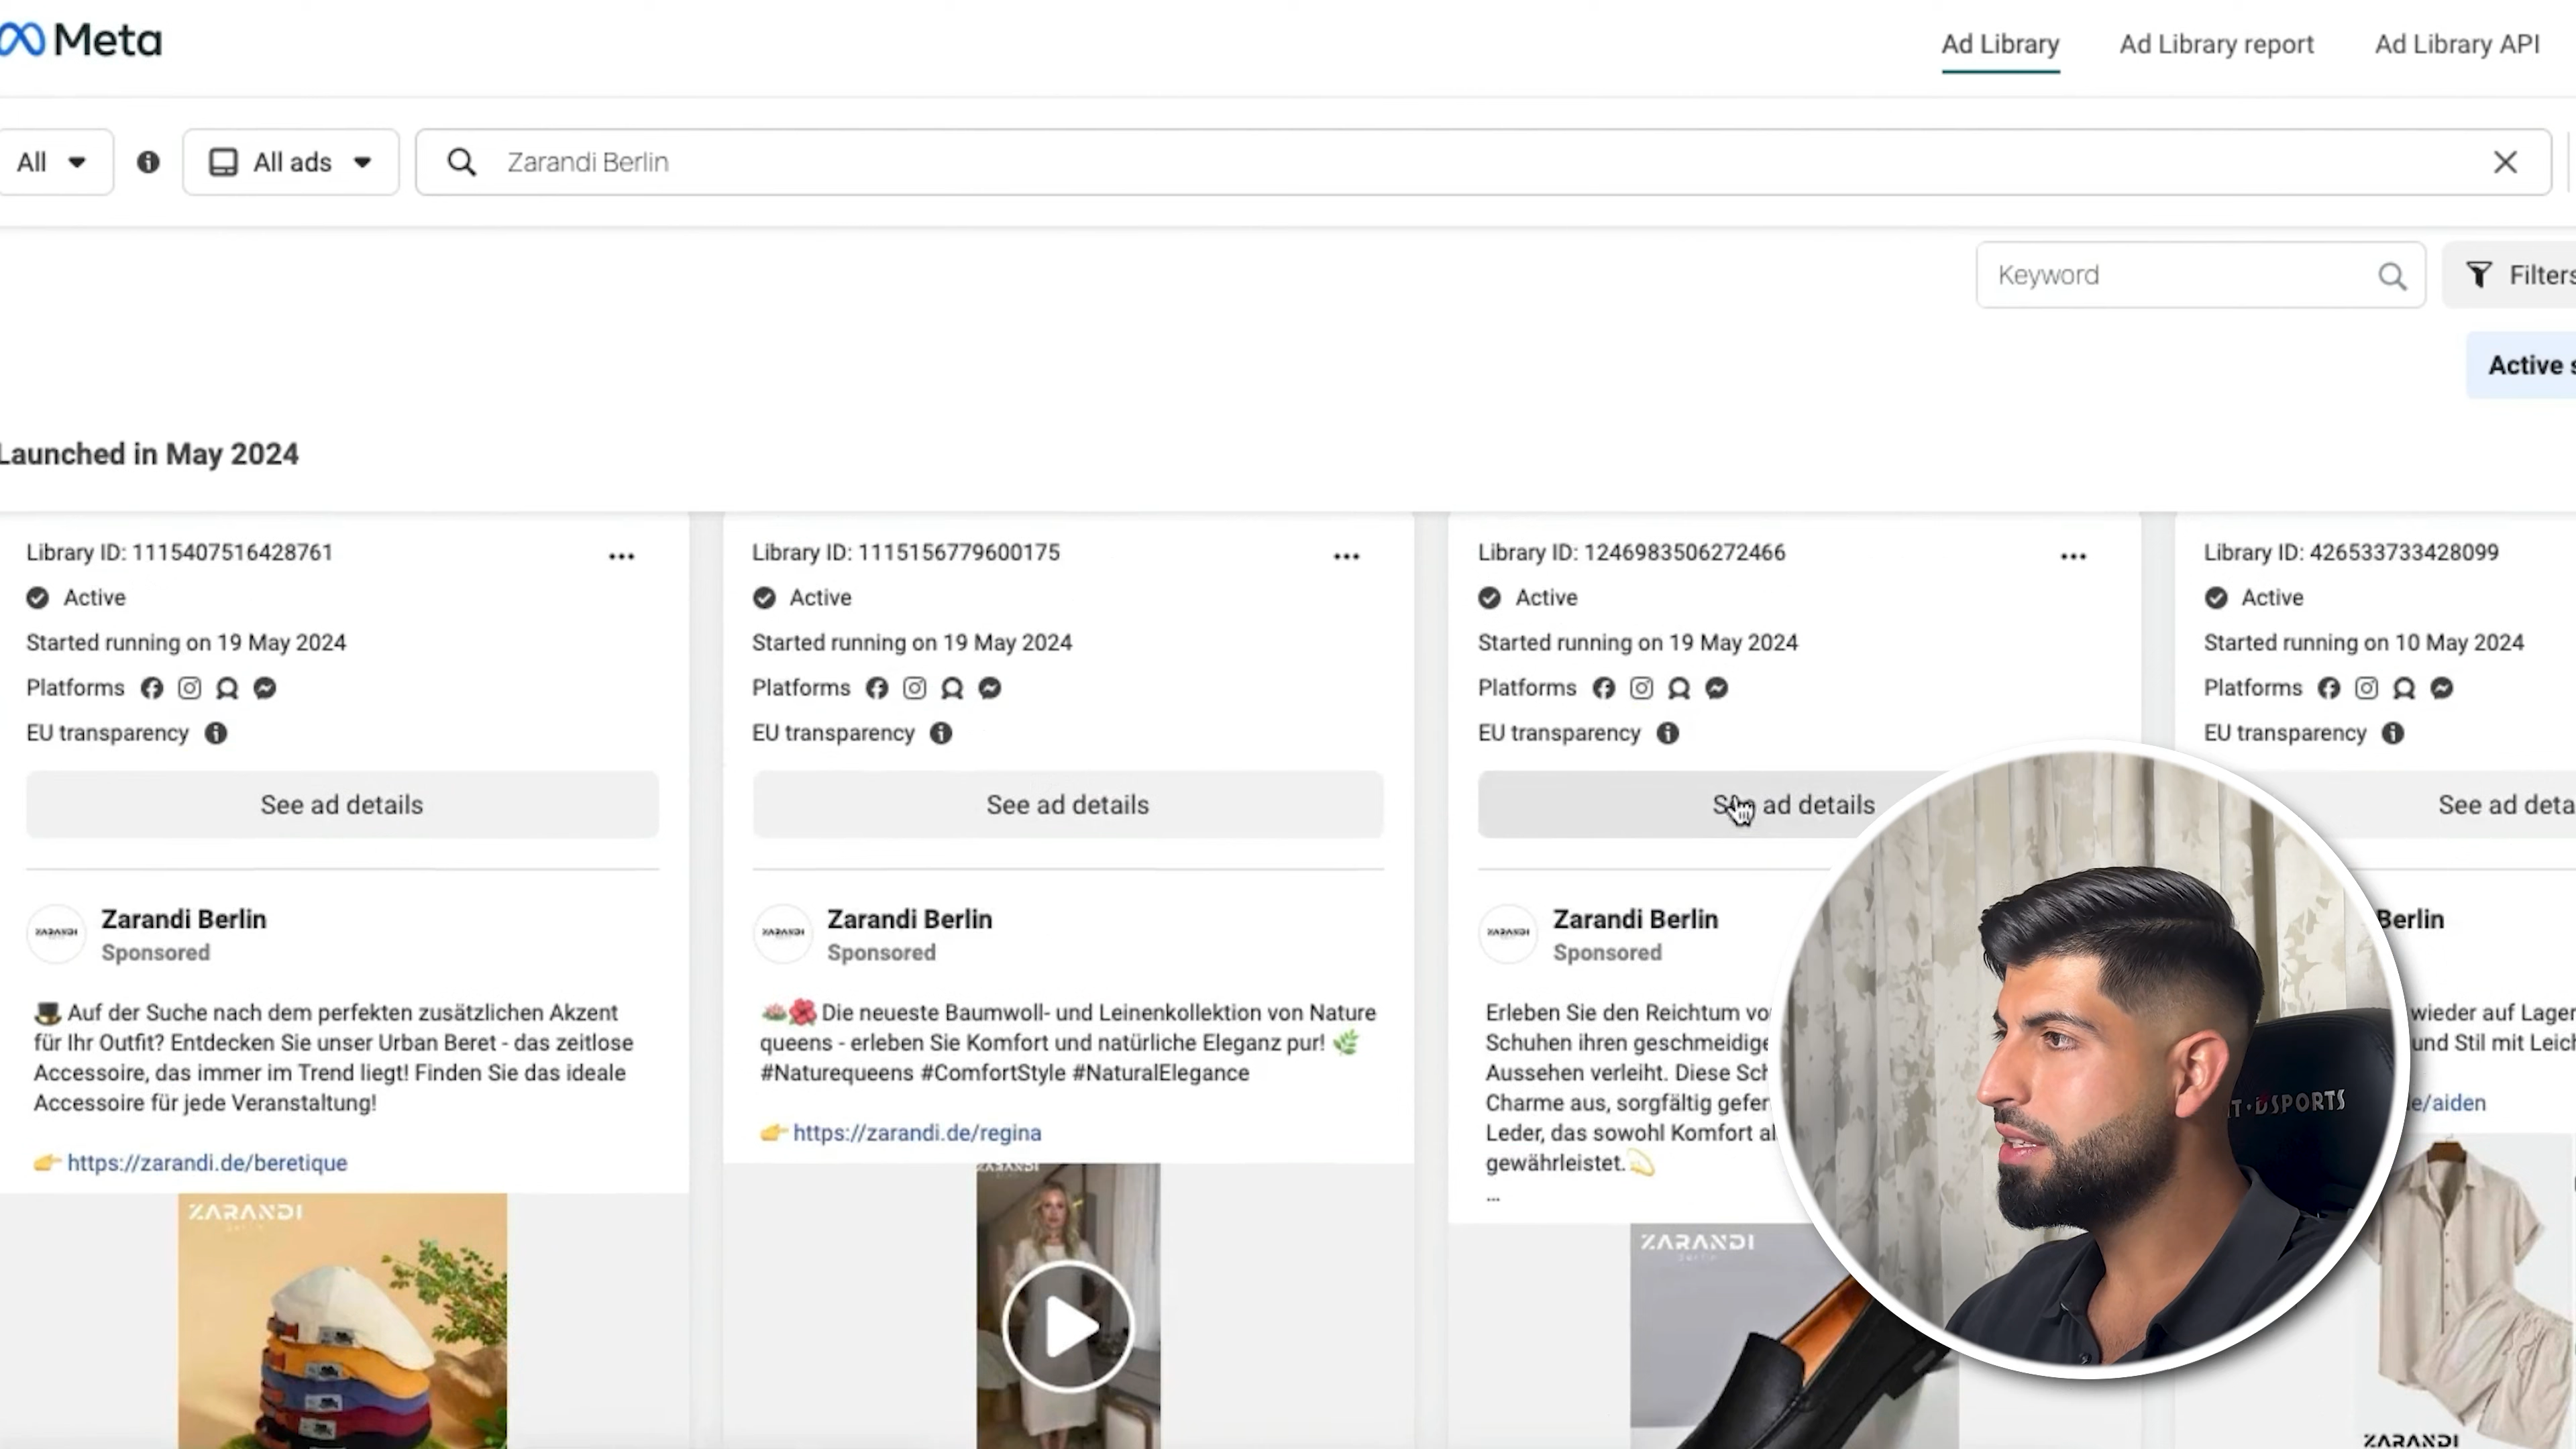 Meta
Ad Library
Ad Library report
Ad Library API
All
All ads
Zarandi Berlin
Keyword
Filters
Active s
Launched in May 2024
Library ID: 1115407516428761
Active
Started running on 19 May 2024
Platforms
EU transparency
See ad details
Zarandi Berlin
Sponsored
🎩 Auf der Suche nach dem perfekten zusätzlichen Akzent
für Ihr Outfit? Entdecken Sie unser Urban Beret - das zeitlose
Accessoire, das immer im Trend liegt! Finden Sie das ideale
Accessoire für jede Veranstaltung!
👉 https://zarandi.de/beretique
ZARANDI
Library ID: 1115156779600175
Active
Started running on 19 May 2024
Platforms
EU transparency
See ad details
Zarandi Berlin
Sponsored
🪷🌺 Die neueste Baumwoll- und Leinenkollektion von Nature
queens - erleben Sie Komfort und natürliche Eleganz pur! 🌿
#Naturequeens #ComfortStyle #NaturalElegance
👉 https://zarandi.de/regina
ZARANDI
Library ID: 1246983506272466
Active
Started running on 19 May 2024
Platforms
EU transparency
See ad details
Zarandi Berlin
Sponsored
Erleben Sie den Reichtum vo
Schuhen ihren geschmeidige
Aussehen verleiht. Diese Sch
Charme aus, sorgfältig gefer
Leder, das sowohl Komfort al
gewährleistet.💫
...
ZARANDI
Berlin
Library ID: 426533733428099
Active
Started running on 10 May 2024
Platforms
EU transparency
See ad deta
Berlin
wieder auf Lager
und Stil mit Leich
e/aiden
ZARANDI
T·DSPORTS